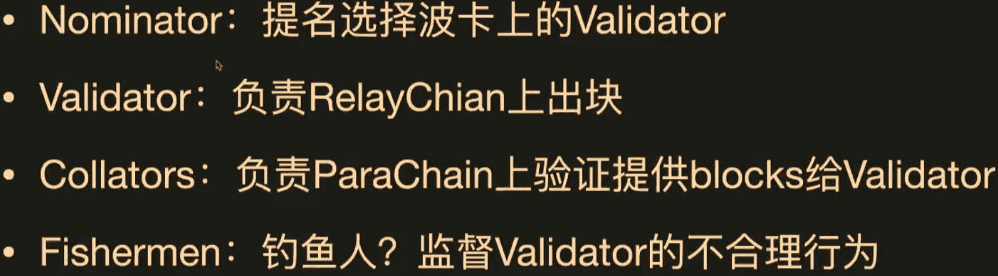 • Nominator：提名选择波卡上的Validator
• Validator：负责RelayChian上出块
• Collators：负责ParaChain上验证提供blocks给Validator
• Fishermen：钓鱼人？监督Validator的不合理行为